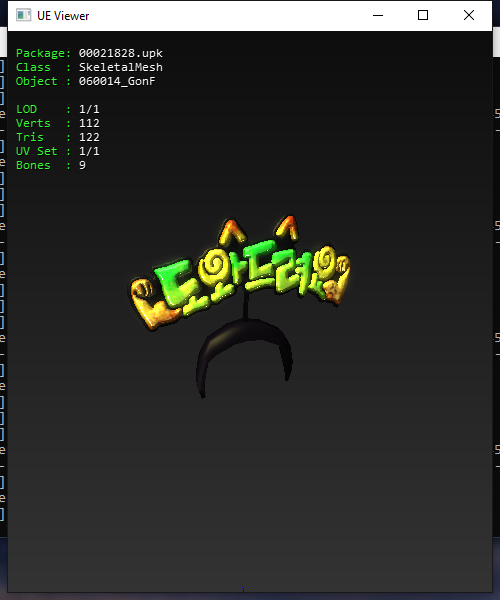 UE Viewer
Package: 00021828.upk
Class : SkeletalMesh
Object : 060014_GonF
LOD : 1/1
Verts : 112
Tris : 122
UV Set : 1/1
Bones : 9
^ ^
도와드려요